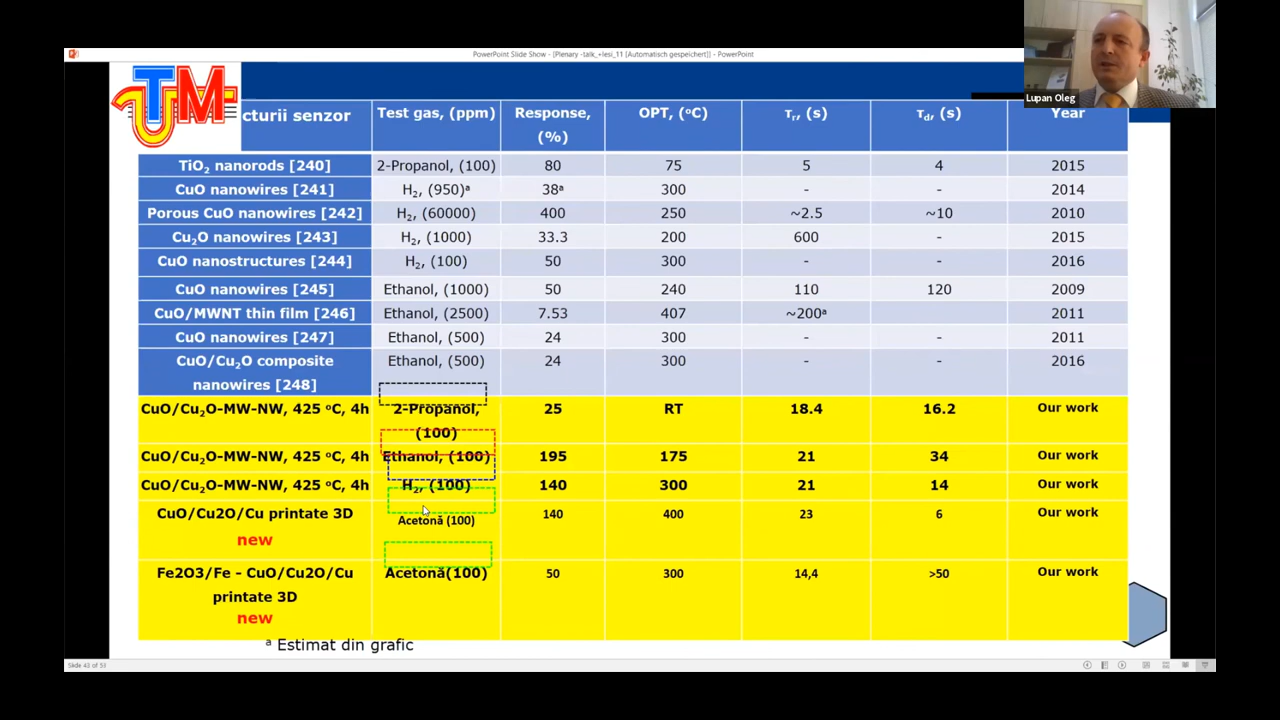 PowerPoint Slide Show - [Plenary -talk_+Iesi_11 [Automatisch gespeichert]] - PowerPoint
Lupan Oleg
UTM
cturii senzor Test gas, (ppm) Response, (%) OPT, (ºC) τr, (s) τd, (s) Year
TiO2 nanorods [240] 2-Propanol, (100) 80 75 5 4 2015
CuO nanowires [241] H2, (950)ª 38ª 300 - - 2014
Porous CuO nanowires [242] H2, (60000) 400 250 ~2.5 ~10 2010
Cu2O nanowires [243] H2, (1000) 33.3 200 600 - 2015
CuO nanostructures [244] H2, (100) 50 300 - - 2016
CuO nanowires [245] Ethanol, (1000) 50 240 110 120 2009
CuO/MWNT thin film [246] Ethanol, (2500) 7.53 407 ~200ª 2011
CuO nanowires [247] Ethanol, (500) 24 300 - - 2011
CuO/Cu2O composite nanowires [248] Ethanol, (500) 24 300 - - 2016
CuO/Cu2O-MW-NW, 425 ºC, 4h 2-Propanol, (100) 25 RT 18.4 16.2 Our work
CuO/Cu2O-MW-NW, 425 ºC, 4h Ethanol, (100) 195 175 21 34 Our work
CuO/Cu2O-MW-NW, 425 ºC, 4h H2, (100) 140 300 21 14 Our work
CuO/Cu2O/Cu printate 3D new Acetonă (100) 140 400 23 6 Our work
Fe2O3/Fe - CuO/Cu2O/Cu printate 3D new Acetonă(100) 50 300 14,4 >50 Our work
ª Estimat din grafic
Slide 42 of 51